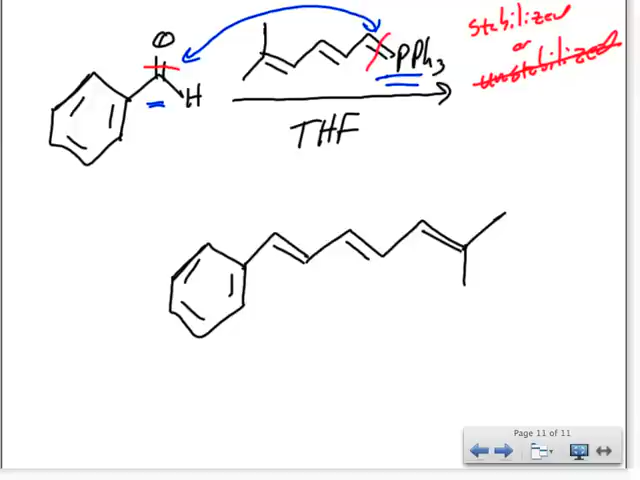 stabilized
or
unstabilized
O
H
PPh3
THF
Page 11 of 11